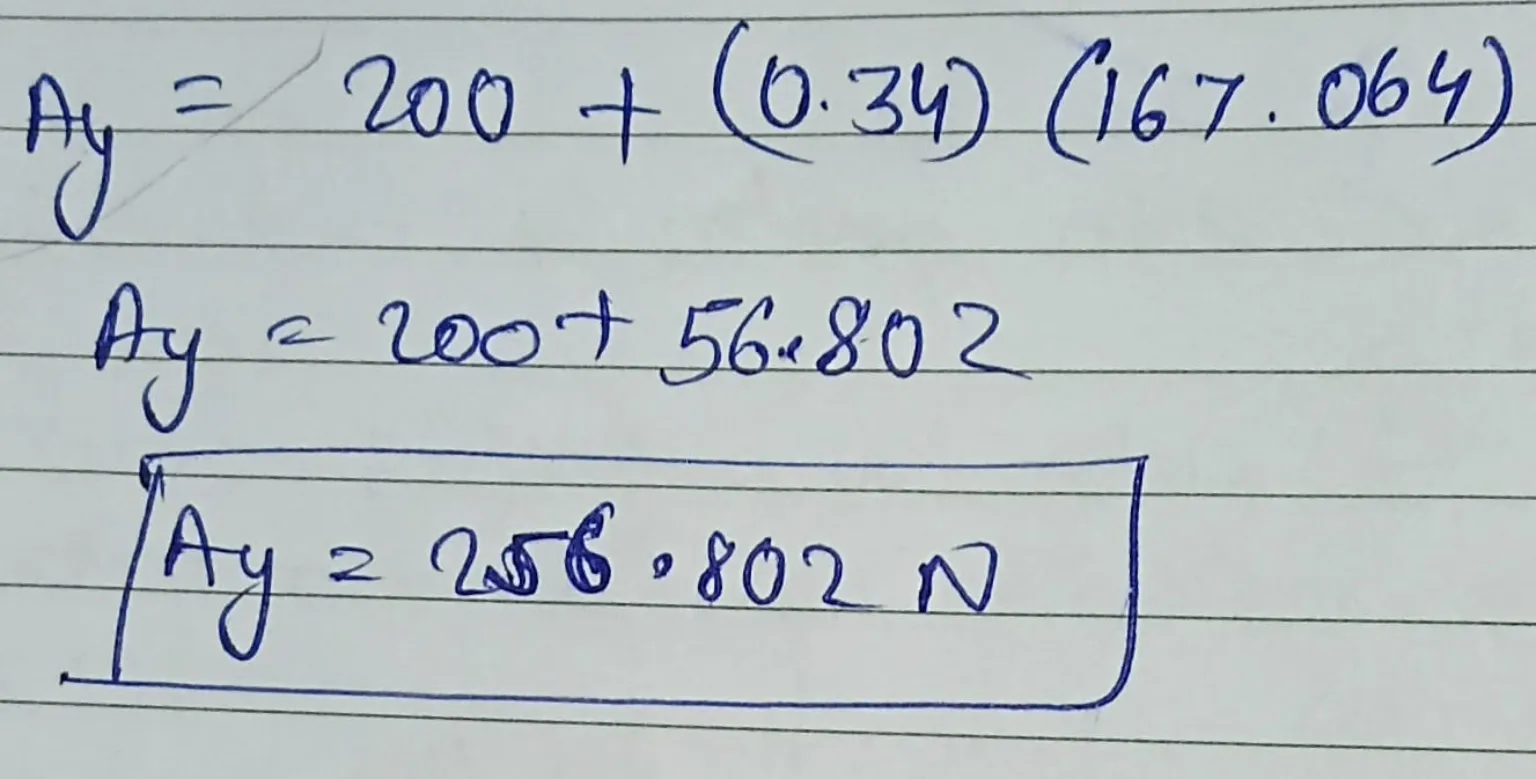 Ay = 200 + (0.34) (167.064)
Ay = 200 + 56.802
Ay = 256.802 N